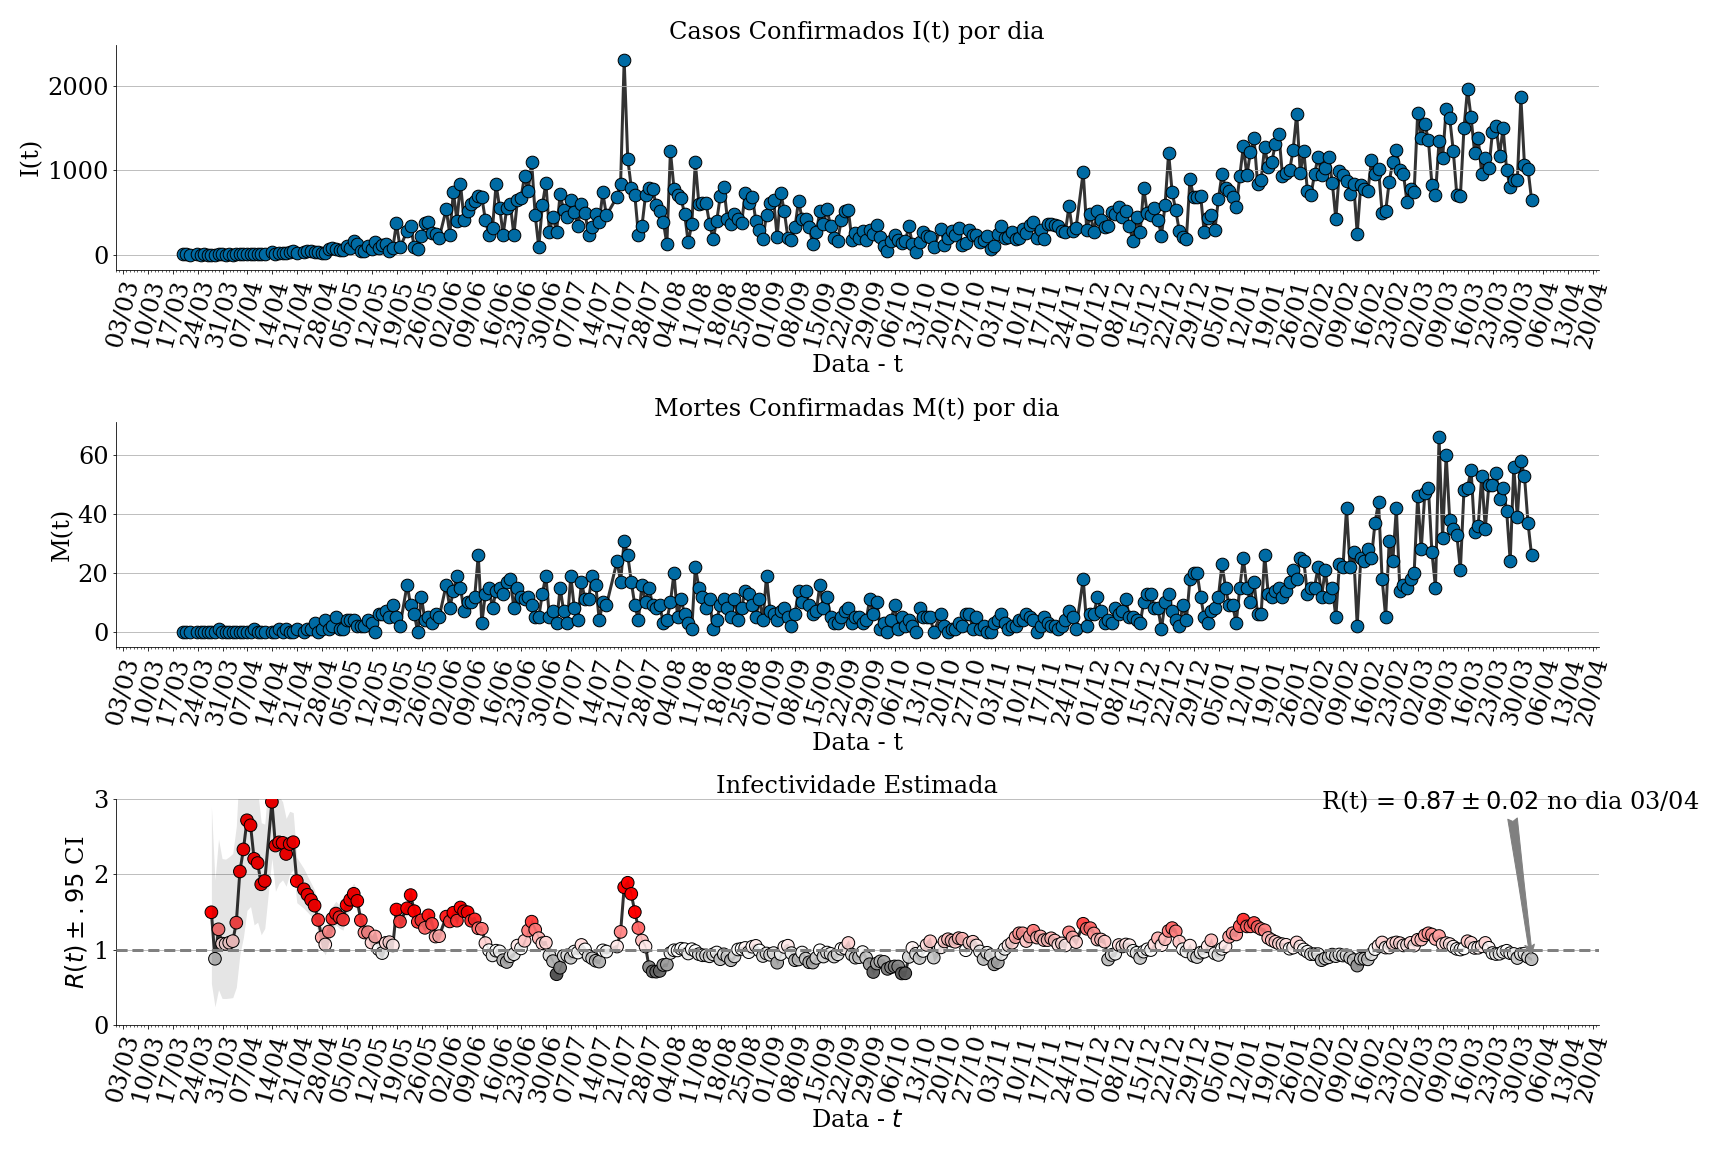 Casos Confirmados I(t) por dia
I(t)
2000
1000
0
03/03 10/03 17/03 24/03 31/03 07/04 14/04 21/04 28/04 05/05 12/05 19/05 26/05 02/06 09/06 16/06 23/06 30/06 07/07 14/07 21/07 28/07 04/08 11/08 18/08 25/08 01/09 08/09 15/09 22/09 29/09 06/10 13/10 20/10 27/10 03/11 10/11 17/11 24/11 01/12 08/12 15/12 22/12 29/12 05/01 12/01 19/01 26/01 02/02 09/02 16/02 23/02 02/03 09/03 16/03 23/03 30/03 06/04 13/04 20/04
Data - t
Mortes Confirmadas M(t) por dia
M(t)
60
40
20
0
03/03 10/03 17/03 24/03 31/03 07/04 14/04 21/04 28/04 05/05 12/05 19/05 26/05 02/06 09/06 16/06 23/06 30/06 07/07 14/07 21/07 28/07 04/08 11/08 18/08 25/08 01/09 08/09 15/09 22/09 29/09 06/10 13/10 20/10 27/10 03/11 10/11 17/11 24/11 01/12 08/12 15/12 22/12 29/12 05/01 12/01 19/01 26/01 02/02 09/02 16/02 23/02 02/03 09/03 16/03 23/03 30/03 06/04 13/04 20/04
Data - t
Infectividade Estimada
R(t) = 0.87 ± 0.02 no dia 03/04
R(t) ± .95 CI
3
2
1
0
03/03 10/03 17/03 24/03 31/03 07/04 14/04 21/04 28/04 05/05 12/05 19/05 26/05 02/06 09/06 16/06 23/06 30/06 07/07 14/07 21/07 28/07 04/08 11/08 18/08 25/08 01/09 08/09 15/09 22/09 29/09 06/10 13/10 20/10 27/10 03/11 10/11 17/11 24/11 01/12 08/12 15/12 22/12 29/12 05/01 12/01 19/01 26/01 02/02 09/02 16/02 23/02 02/03 09/03 16/03 23/03 30/03 06/04 13/04 20/04
Data - t